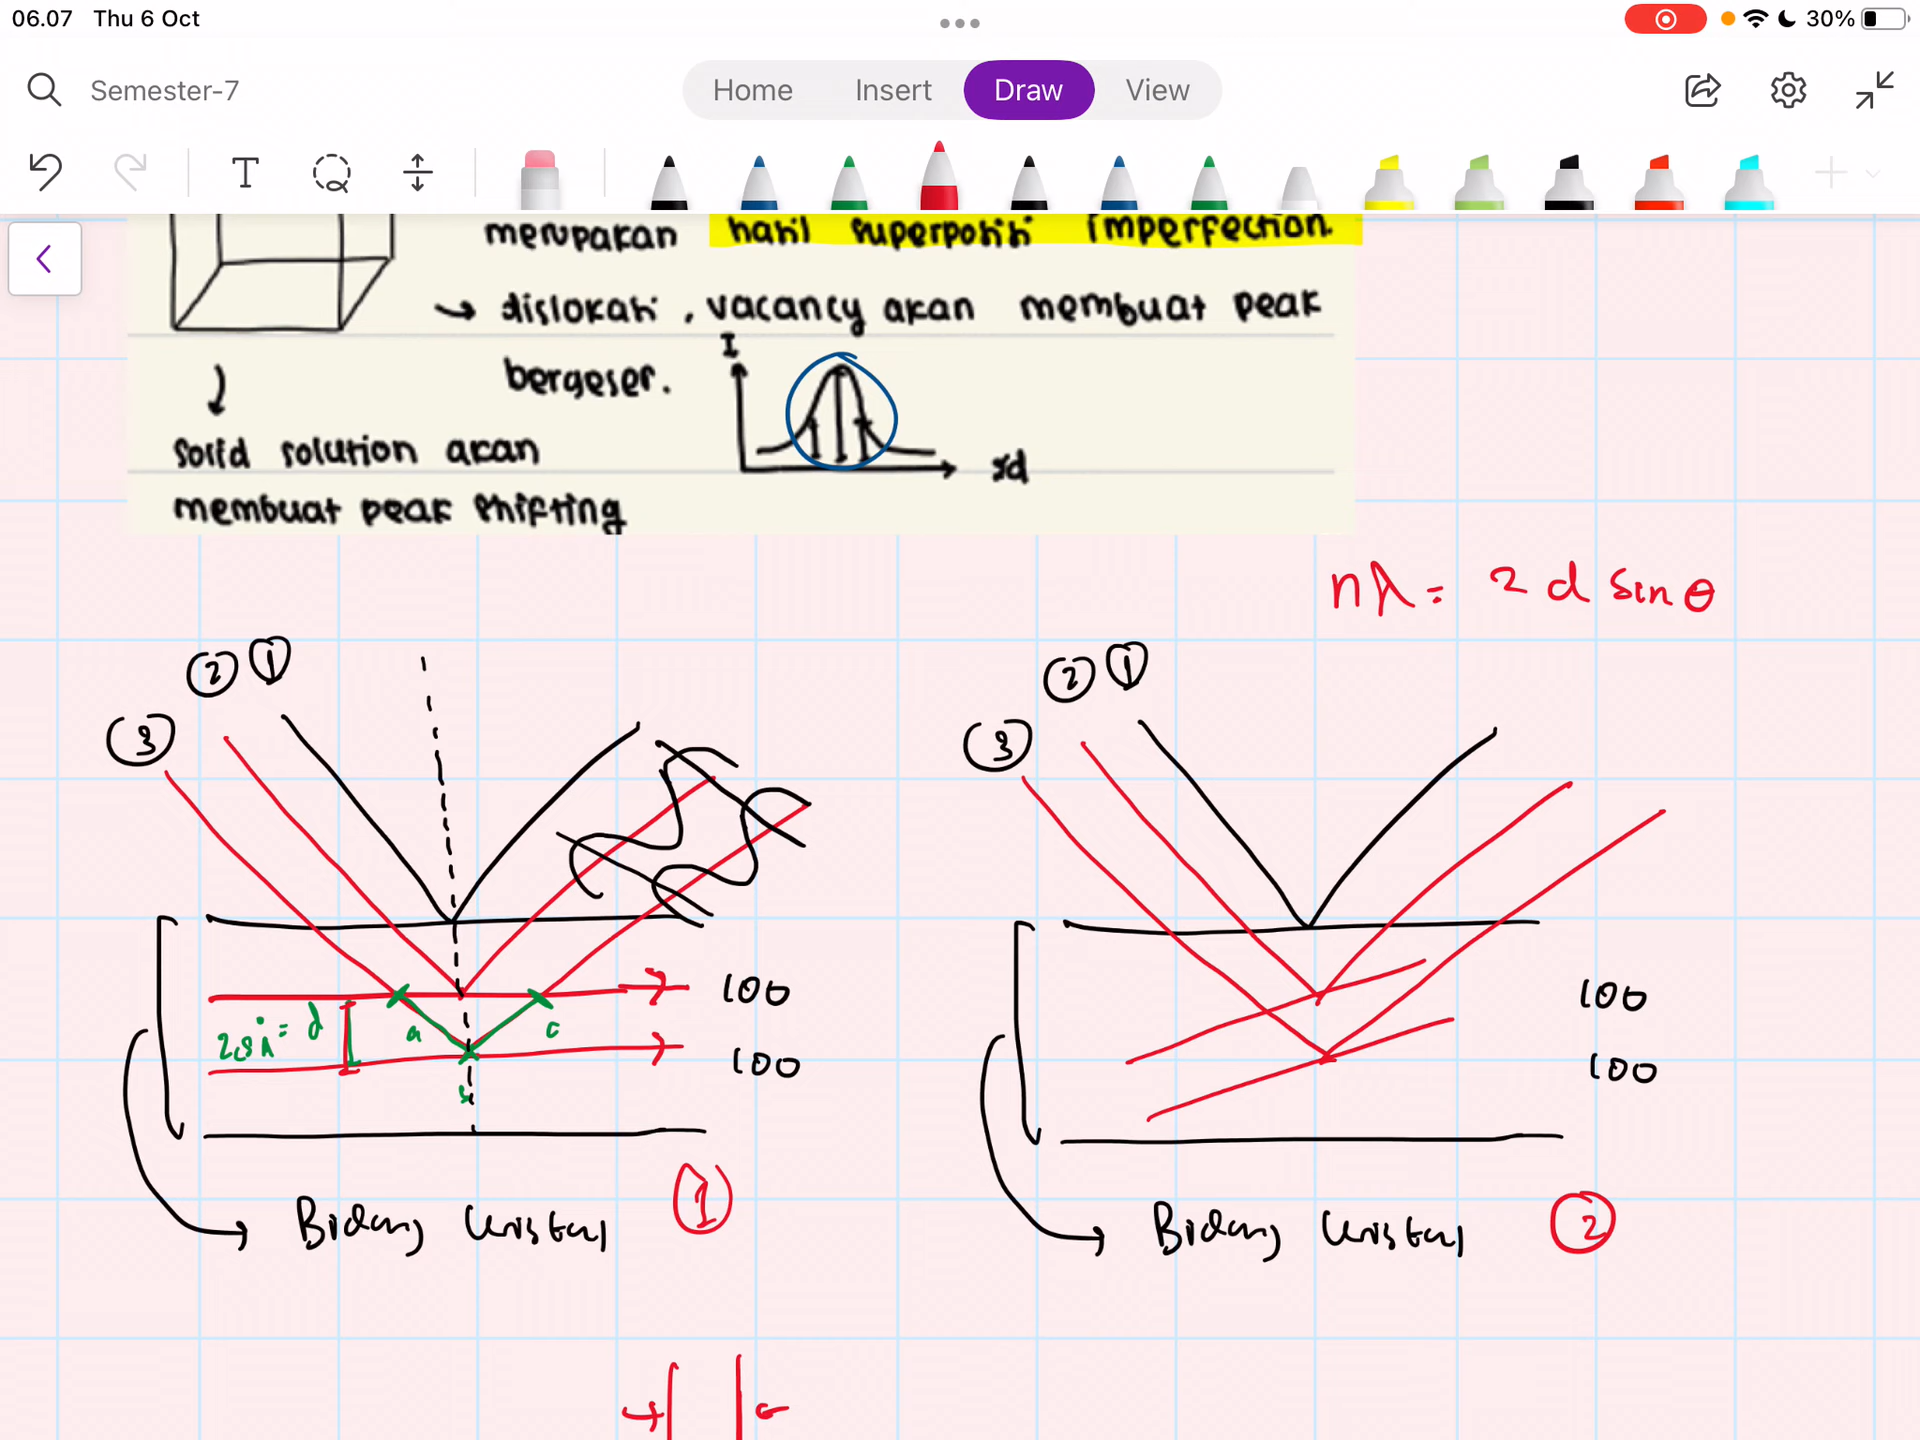 06.07 Thu 6 Oct
30%
Semester-7
Home Insert Draw View
T
merupakan hasil superposisi imperfection.
→ dislokasi, vacancy akan membuat peak
bergeser.
I
xd
↓
Solid solution akan
membuat peak shifting
nλ = 2 d sin θ
② ①
③
100
d
a c
100
Bidang Kristal ①
② ①
③
100
100
Bidang Kristal ②